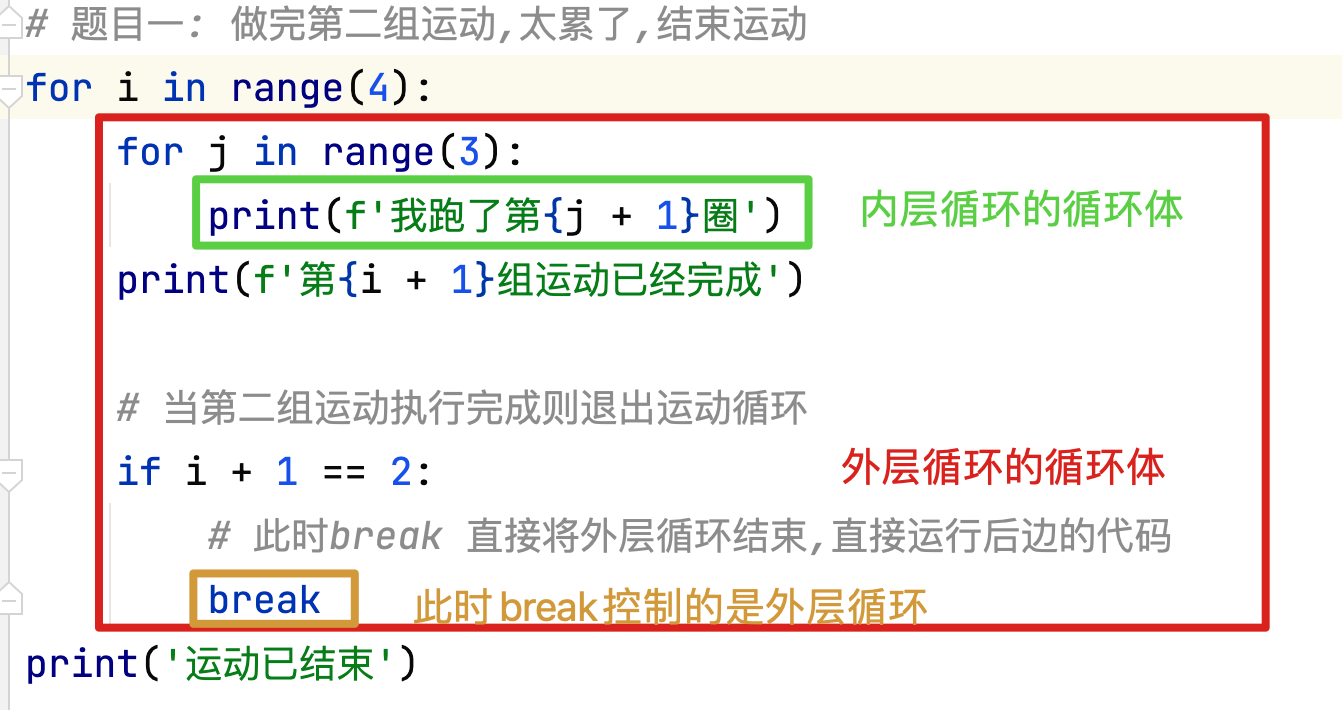 # 题目一: 做完第二组运动,太累了,结束运动
for i in range(4):
for j in range(3):
print(f'我跑了第{j + 1}圈') 内层循环的循环体
print(f'第{i + 1}组运动已经完成')
# 当第二组运动执行完成则退出运动循环
if i + 1 == 2: 外层循环的循环体
# 此时break 直接将外层循环结束,直接运行后边的代码
break 此时break控制的是外层循环
print('运动已结束')